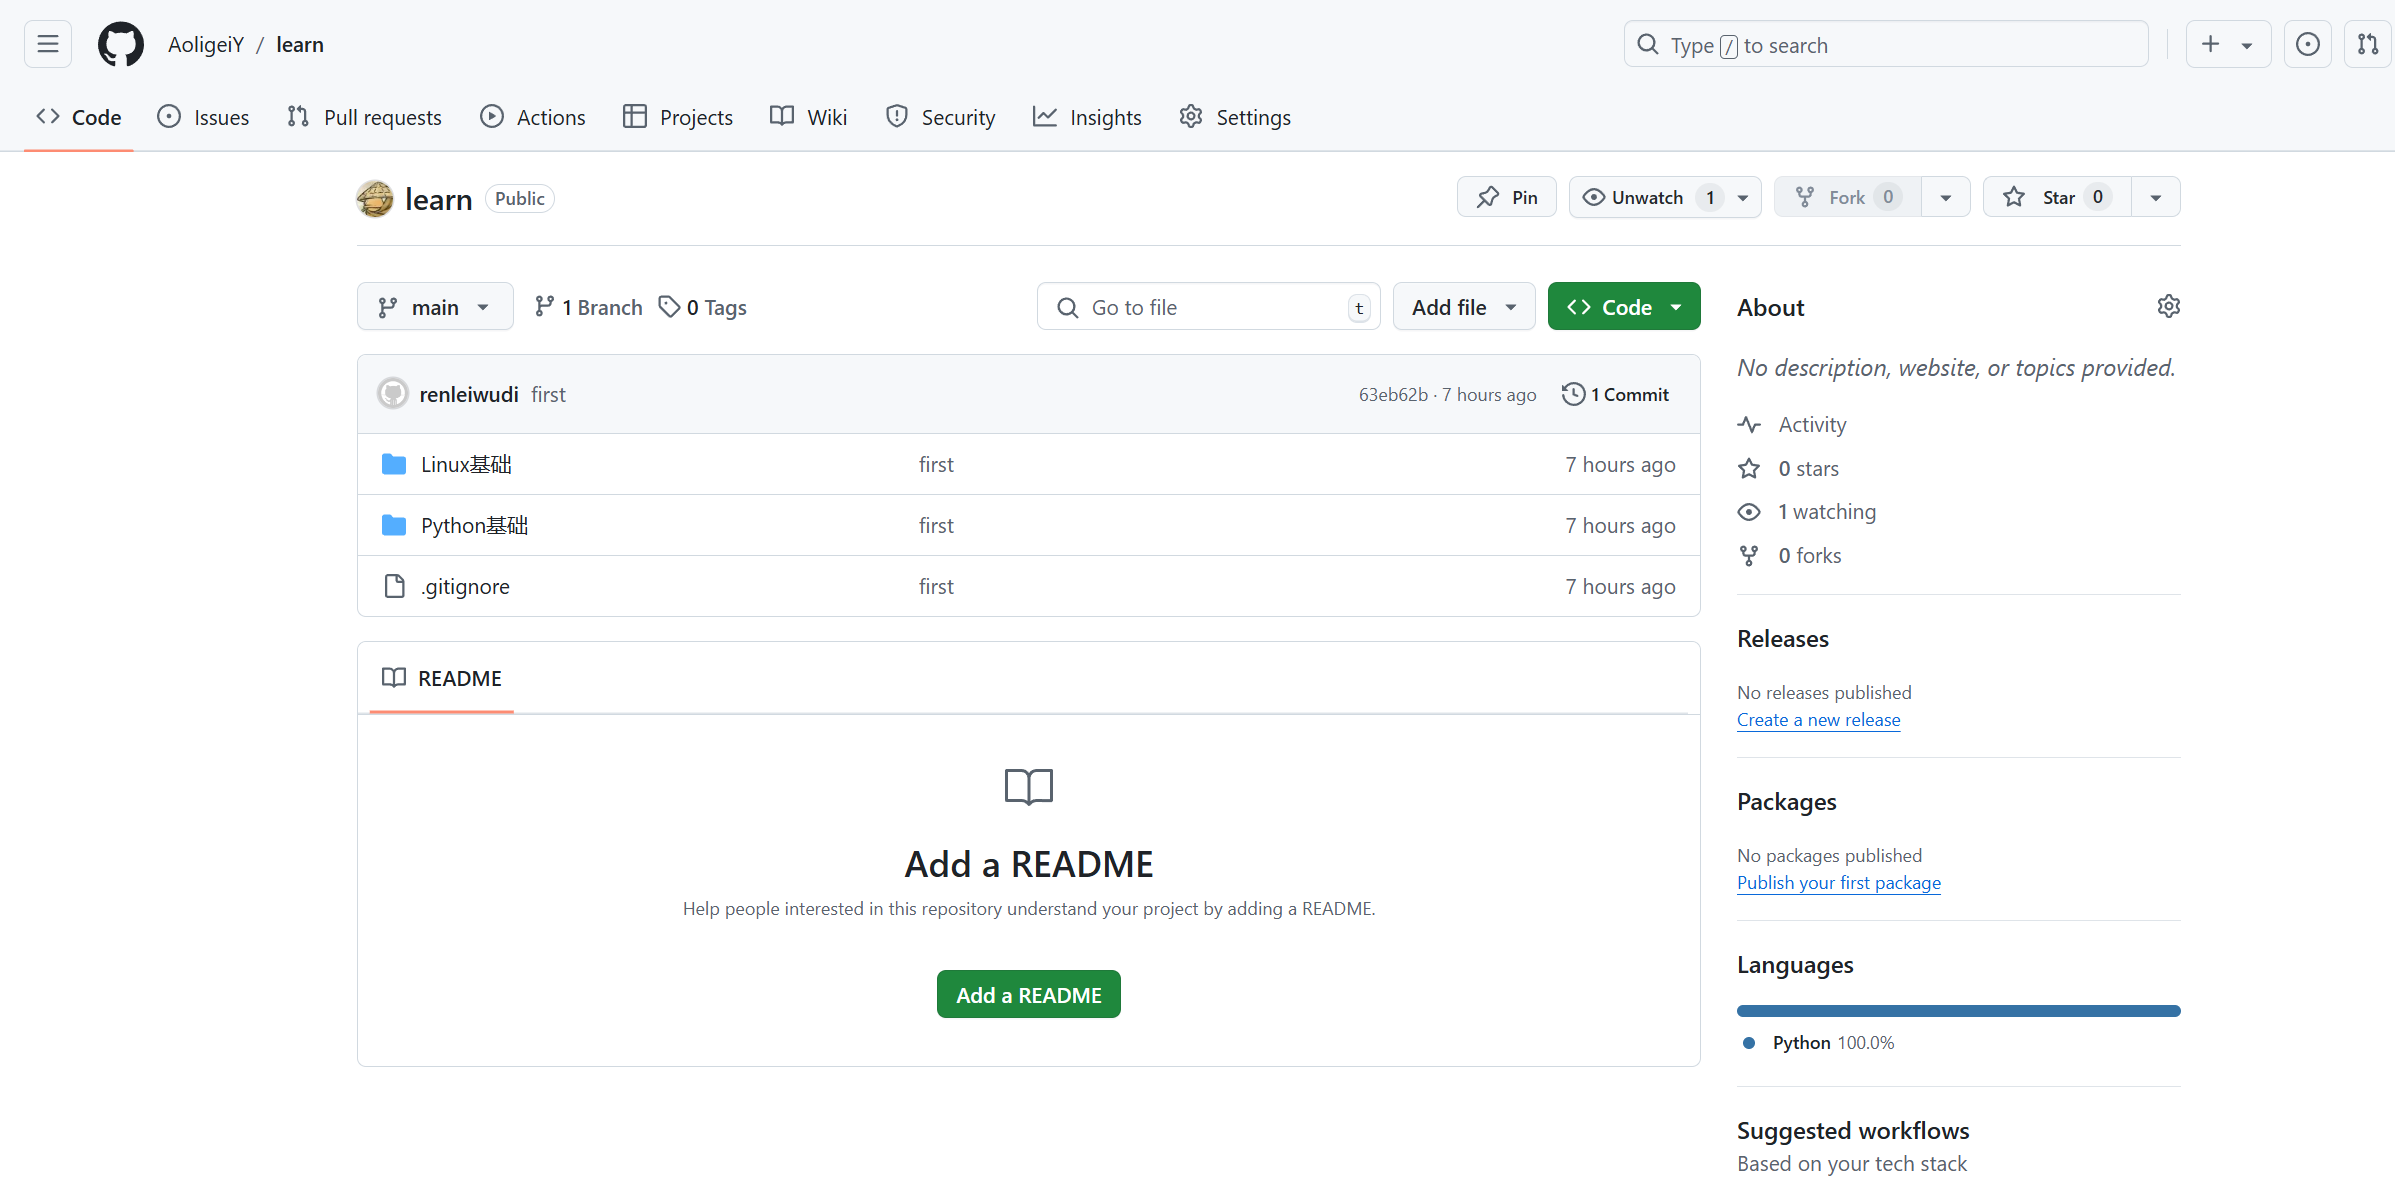 AoligeiY / learn
Type / to search
Code Issues Pull requests Actions Projects Wiki Security Insights Settings
learn Public
Pin Unwatch 1 Fork 0 Star 0
main 1 Branch 0 Tags Go to file t Add file Code
renleiwudi first 63eb62b · 7 hours ago 1 Commit
Linux基础 first 7 hours ago
Python基础 first 7 hours ago
.gitignore first 7 hours ago
README
Add a README
Help people interested in this repository understand your project by adding a README.
Add a README
About
No description, website, or topics provided.
Activity
0 stars
1 watching
0 forks
Releases
No releases published
Create a new release
Packages
No packages published
Publish your first package
Languages
Python 100.0%
Suggested workflows
Based on your tech stack